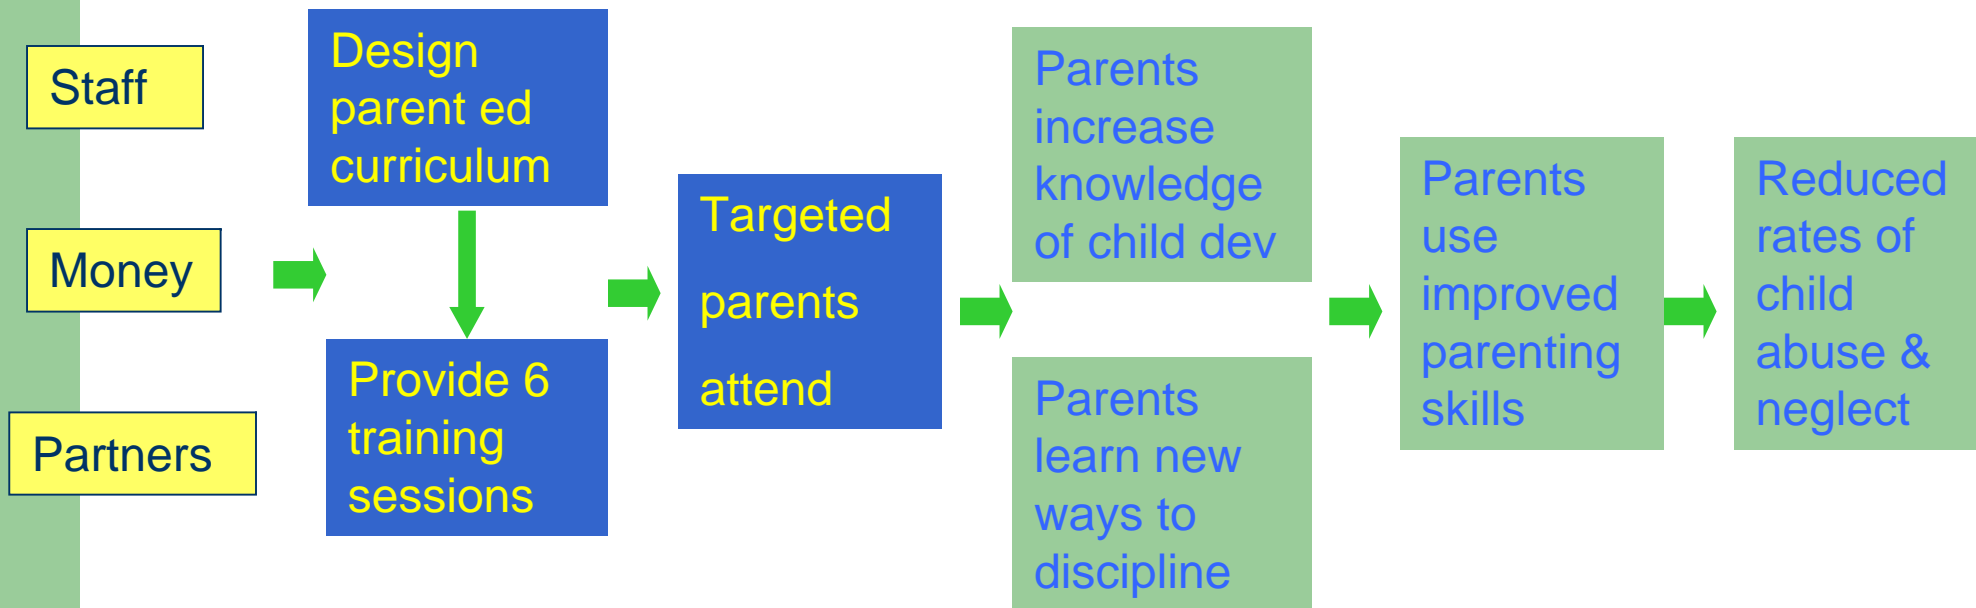 Staff
Money
Partners
Design
parent ed
curriculum
Provide 6
training
sessions
Targeted
parents
attend
Parents
increase
knowledge
of child dev
Parents
learn new
ways to
discipline
Parents
use
improved
parenting
skills
Reduced
rates of
child
abuse &
neglect